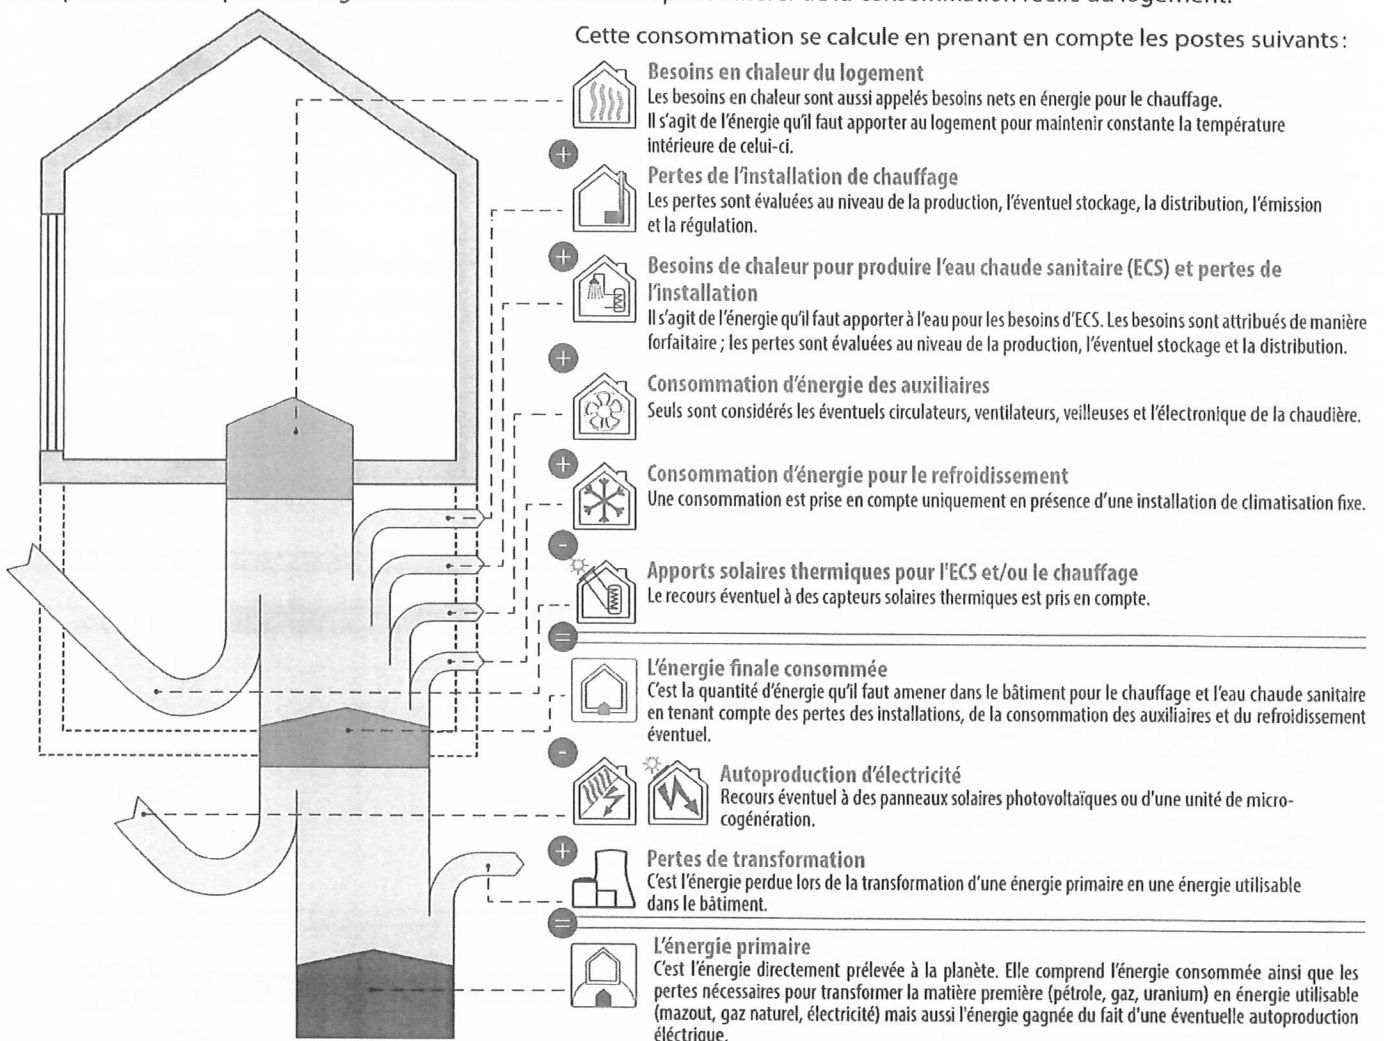 Cette consommation se calcule en prenant en compte les postes suivants :
Besoins en chaleur du logement
Les besoins en chaleur sont aussi appelés besoins nets en énergie pour le chauffage.
Il s'agit de l'énergie qu'il faut apporter au logement pour maintenir constante la température
intérieure de celui-ci.
+
Pertes de l'installation de chauffage
Les pertes sont évaluées au niveau de la production, l'éventuel stockage, la distribution, l'émission
et la régulation.
+
Besoins de chaleur pour produire l'eau chaude sanitaire (ECS) et pertes de
l'installation
Il s'agit de l'énergie qu'il faut apporter à l'eau pour les besoins d'ECS. Les besoins sont attribués de manière
forfaitaire ; les pertes sont évaluées au niveau de la production, l'éventuel stockage et la distribution.
+
Consommation d'énergie des auxiliaires
Seuls sont considérés les éventuels circulateurs, ventilateurs, veilleuses et l'électronique de la chaudière.
+
Consommation d'énergie pour le refroidissement
Une consommation est prise en compte uniquement en présence d'une installation de climatisation fixe.
-
Apports solaires thermiques pour l'ECS et/ou le chauffage
Le recours éventuel à des capteurs solaires thermiques est pris en compte.
=
L'énergie finale consommée
C'est la quantité d'énergie qu'il faut amener dans le bâtiment pour le chauffage et l'eau chaude sanitaire
en tenant compte des pertes des installations, de la consommation des auxiliaires et du refroidissement
éventuel.
-
Autoproduction d'électricité
Recours éventuel à des panneaux solaires photovoltaïques ou d'une unité de micro-
cogénération.
+
Pertes de transformation
C'est l'énergie perdue lors de la transformation d'une énergie primaire en une énergie utilisable
dans le bâtiment.
=
L'énergie primaire
C'est l'énergie directement prélevée à la planète. Elle comprend l'énergie consommée ainsi que les
pertes nécessaires pour transformer la matière première (pétrole, gaz, uranium) en énergie utilisable
(mazout, gaz naturel, électricité) mais aussi l'énergie gagnée du fait d'une éventuelle autoproduction
éléctrique.